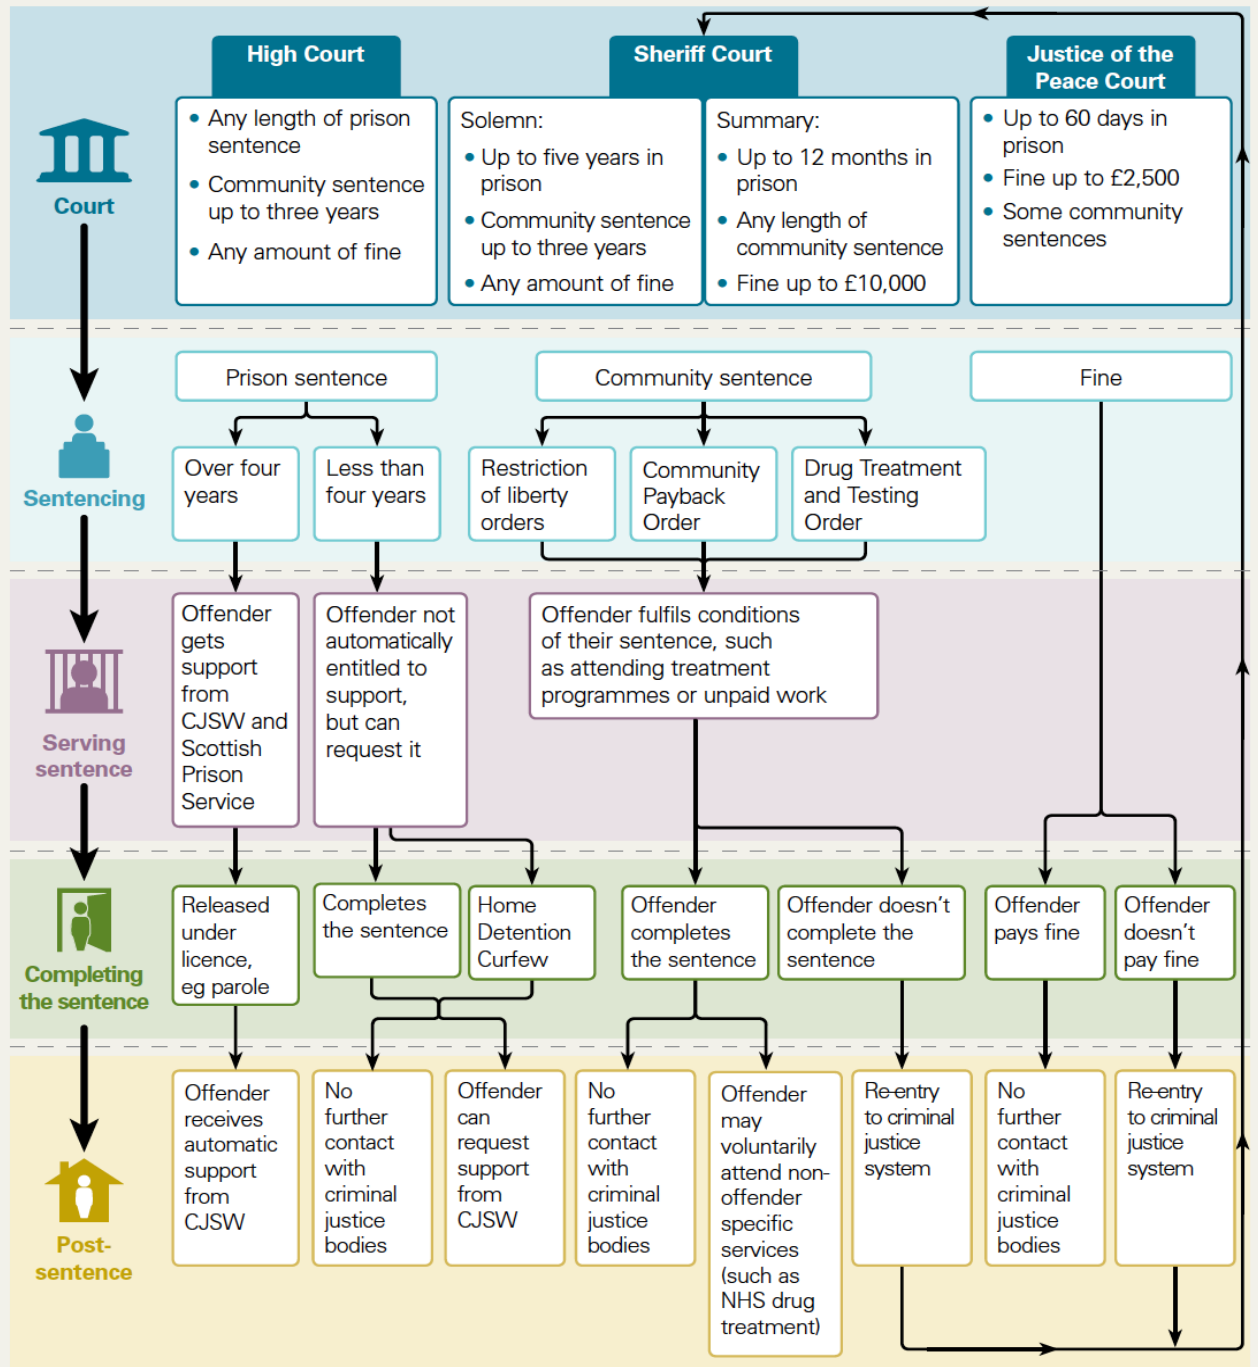 High Court
Sheriff Court
Justice of the
Peace Court
Court
• Any length of prison
sentence
• Community sentence
up to three years
• Any amount of fine
Solemn:
• Up to five years in
prison
• Community sentence
up to three years
• Any amount of fine
Summary:
• Up to 12 months in
prison
• Any length of
community sentence
• Fine up to £10,000
• Up to 60 days in
prison
• Fine up to £2,500
• Some community
sentences
Sentencing
Prison sentence
Community sentence
Fine
Over four
years
Less than
four years
Restriction
of liberty
orders
Community
Payback
Order
Drug Treatment
and Testing
Order
Serving
sentence
Offender
gets
support
from
CJSW and
Scottish
Prison
Service
Offender not
automatically
entitled to
support,
but can
request it
Offender fulfils conditions
of their sentence, such
as attending treatment
programmes or unpaid work
Completing
the sentence
Released
under
licence,
eg parole
Completes
the sentence
Home
Detention
Curfew
Offender
completes
the sentence
Offender doesn't
complete the
sentence
Offender
pays fine
Offender
doesn't
pay fine
Post-
sentence
Offender
receives
automatic
support
from
CJSW
No
further
contact
with
criminal
justice
bodies
Offender
can
request
support
from
CJSW
No
further
contact
with
criminal
justice
bodies
Offender
may
voluntarily
attend non-
offender
specific
services
(such as
NHS drug
treatment)
Re-entry
to criminal
justice
system
No
further
contact
with
criminal
justice
bodies
Re-entry
to criminal
justice
system